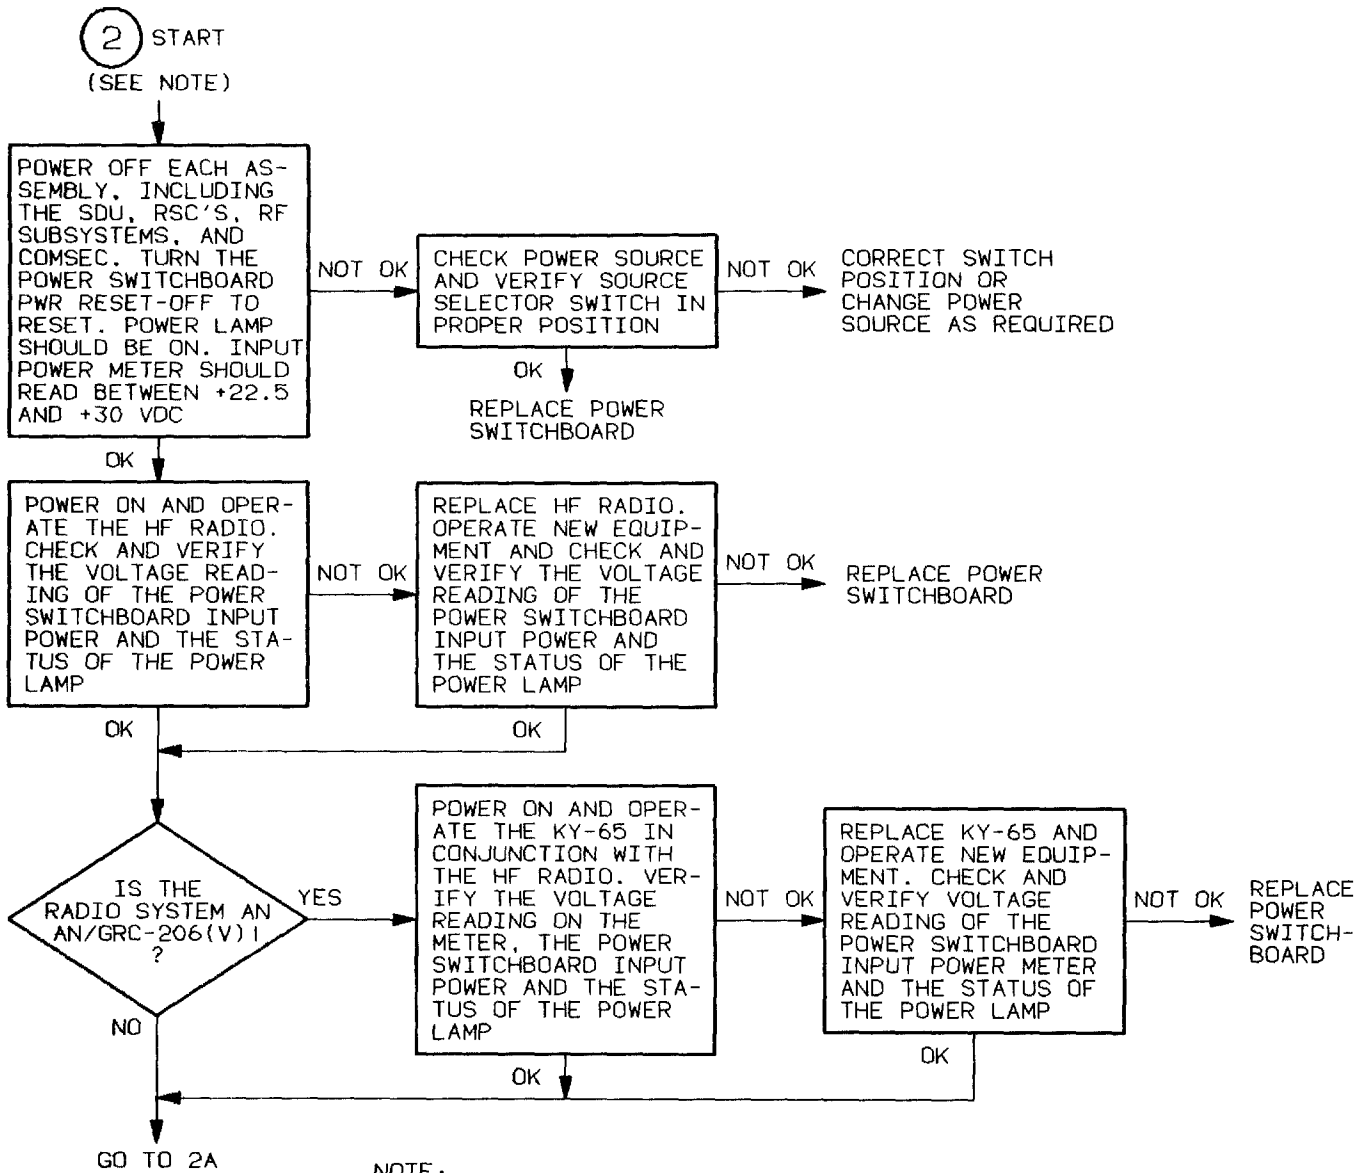 2 START
(SEE NOTE)
POWER OFF EACH AS-
SEMBLY, INCLUDING
THE SDU, RSC'S, RF
SUBSYSTEMS, AND
COMSEC. TURN THE
POWER SWITCHBOARD
PWR RESET-OFF TO
RESET. POWER LAMP
SHOULD BE ON. INPUT
POWER METER SHOULD
READ BETWEEN +22.5
AND +30 VDC
NOT OK
CHECK POWER SOURCE
AND VERIFY SOURCE
SELECTOR SWITCH IN
PROPER POSITION
NOT OK
CORRECT SWITCH
POSITION OR
CHANGE POWER
SOURCE AS REQUIRED
OK
REPLACE POWER
SWITCHBOARD
OK
POWER ON AND OPER-
ATE THE HF RADIO.
CHECK AND VERIFY
THE VOLTAGE READ-
ING OF THE POWER
SWITCHBOARD INPUT
POWER AND THE STA-
TUS OF THE POWER
LAMP
NOT OK
REPLACE HF RADIO.
OPERATE NEW EQUIP-
MENT AND CHECK AND
VERIFY THE VOLTAGE
READING OF THE
POWER SWITCHBOARD
INPUT POWER AND
THE STATUS OF THE
POWER LAMP
NOT OK
REPLACE POWER
SWITCHBOARD
OK
OK
IS THE
RADIO SYSTEM AN
AN/GRC-206(V)1
?
YES
POWER ON AND OPER-
ATE THE KY-65 IN
CONJUNCTION WITH
THE HF RADIO. VER-
IFY THE VOLTAGE
READING ON THE
METER, THE POWER
SWITCHBOARD INPUT
POWER AND THE STA-
TUS OF THE POWER
LAMP
NOT OK
REPLACE KY-65 AND
OPERATE NEW EQUIP-
MENT. CHECK AND
VERIFY VOLTAGE
READING OF THE
POWER SWITCHBOARD
INPUT POWER METER
AND THE STATUS OF
THE POWER LAMP
NOT OK
REPLACE
POWER
SWITCH-
BOARD
NO
OK
OK
GO TO 2A
NOTE: